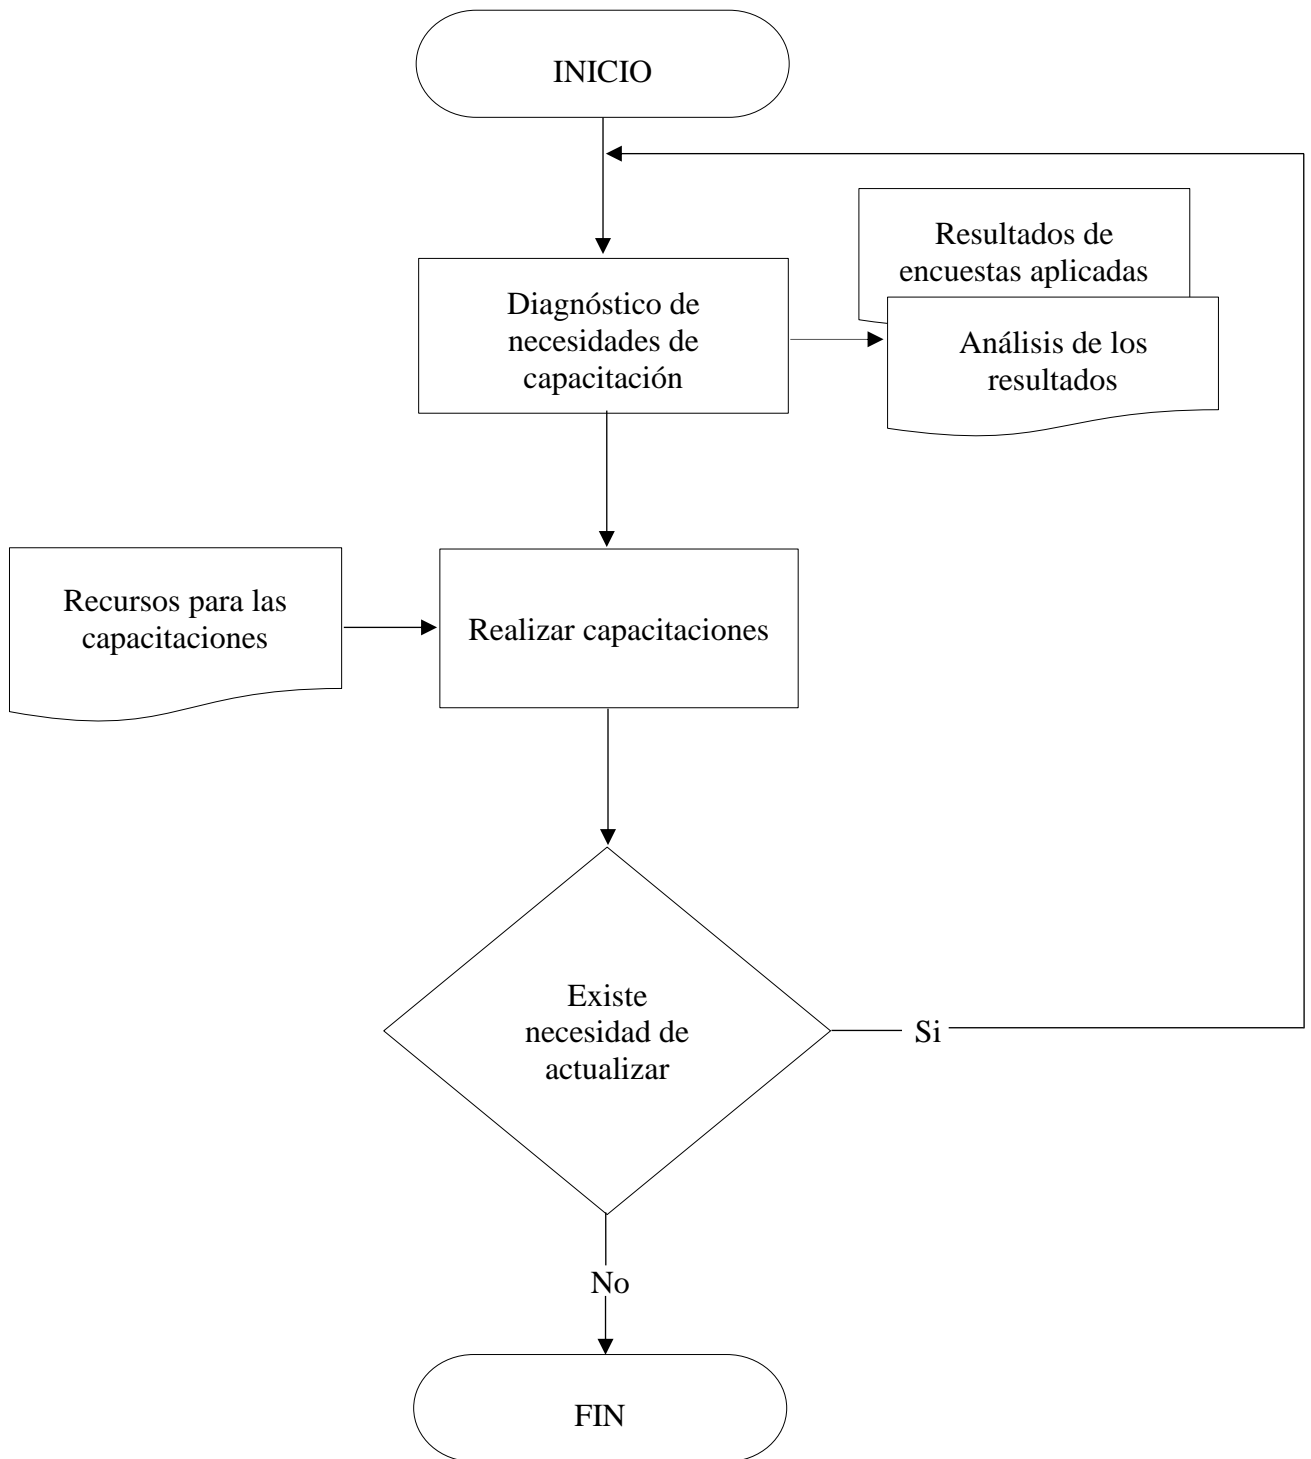 INICIO
Resultados de
encuestas aplicadas
Diagnóstico de
necesidades de
capacitación
Análisis de los
resultados
Recursos para las
capacitaciones
Realizar capacitaciones
Existe
necesidad de
actualizar
Si
No
FIN